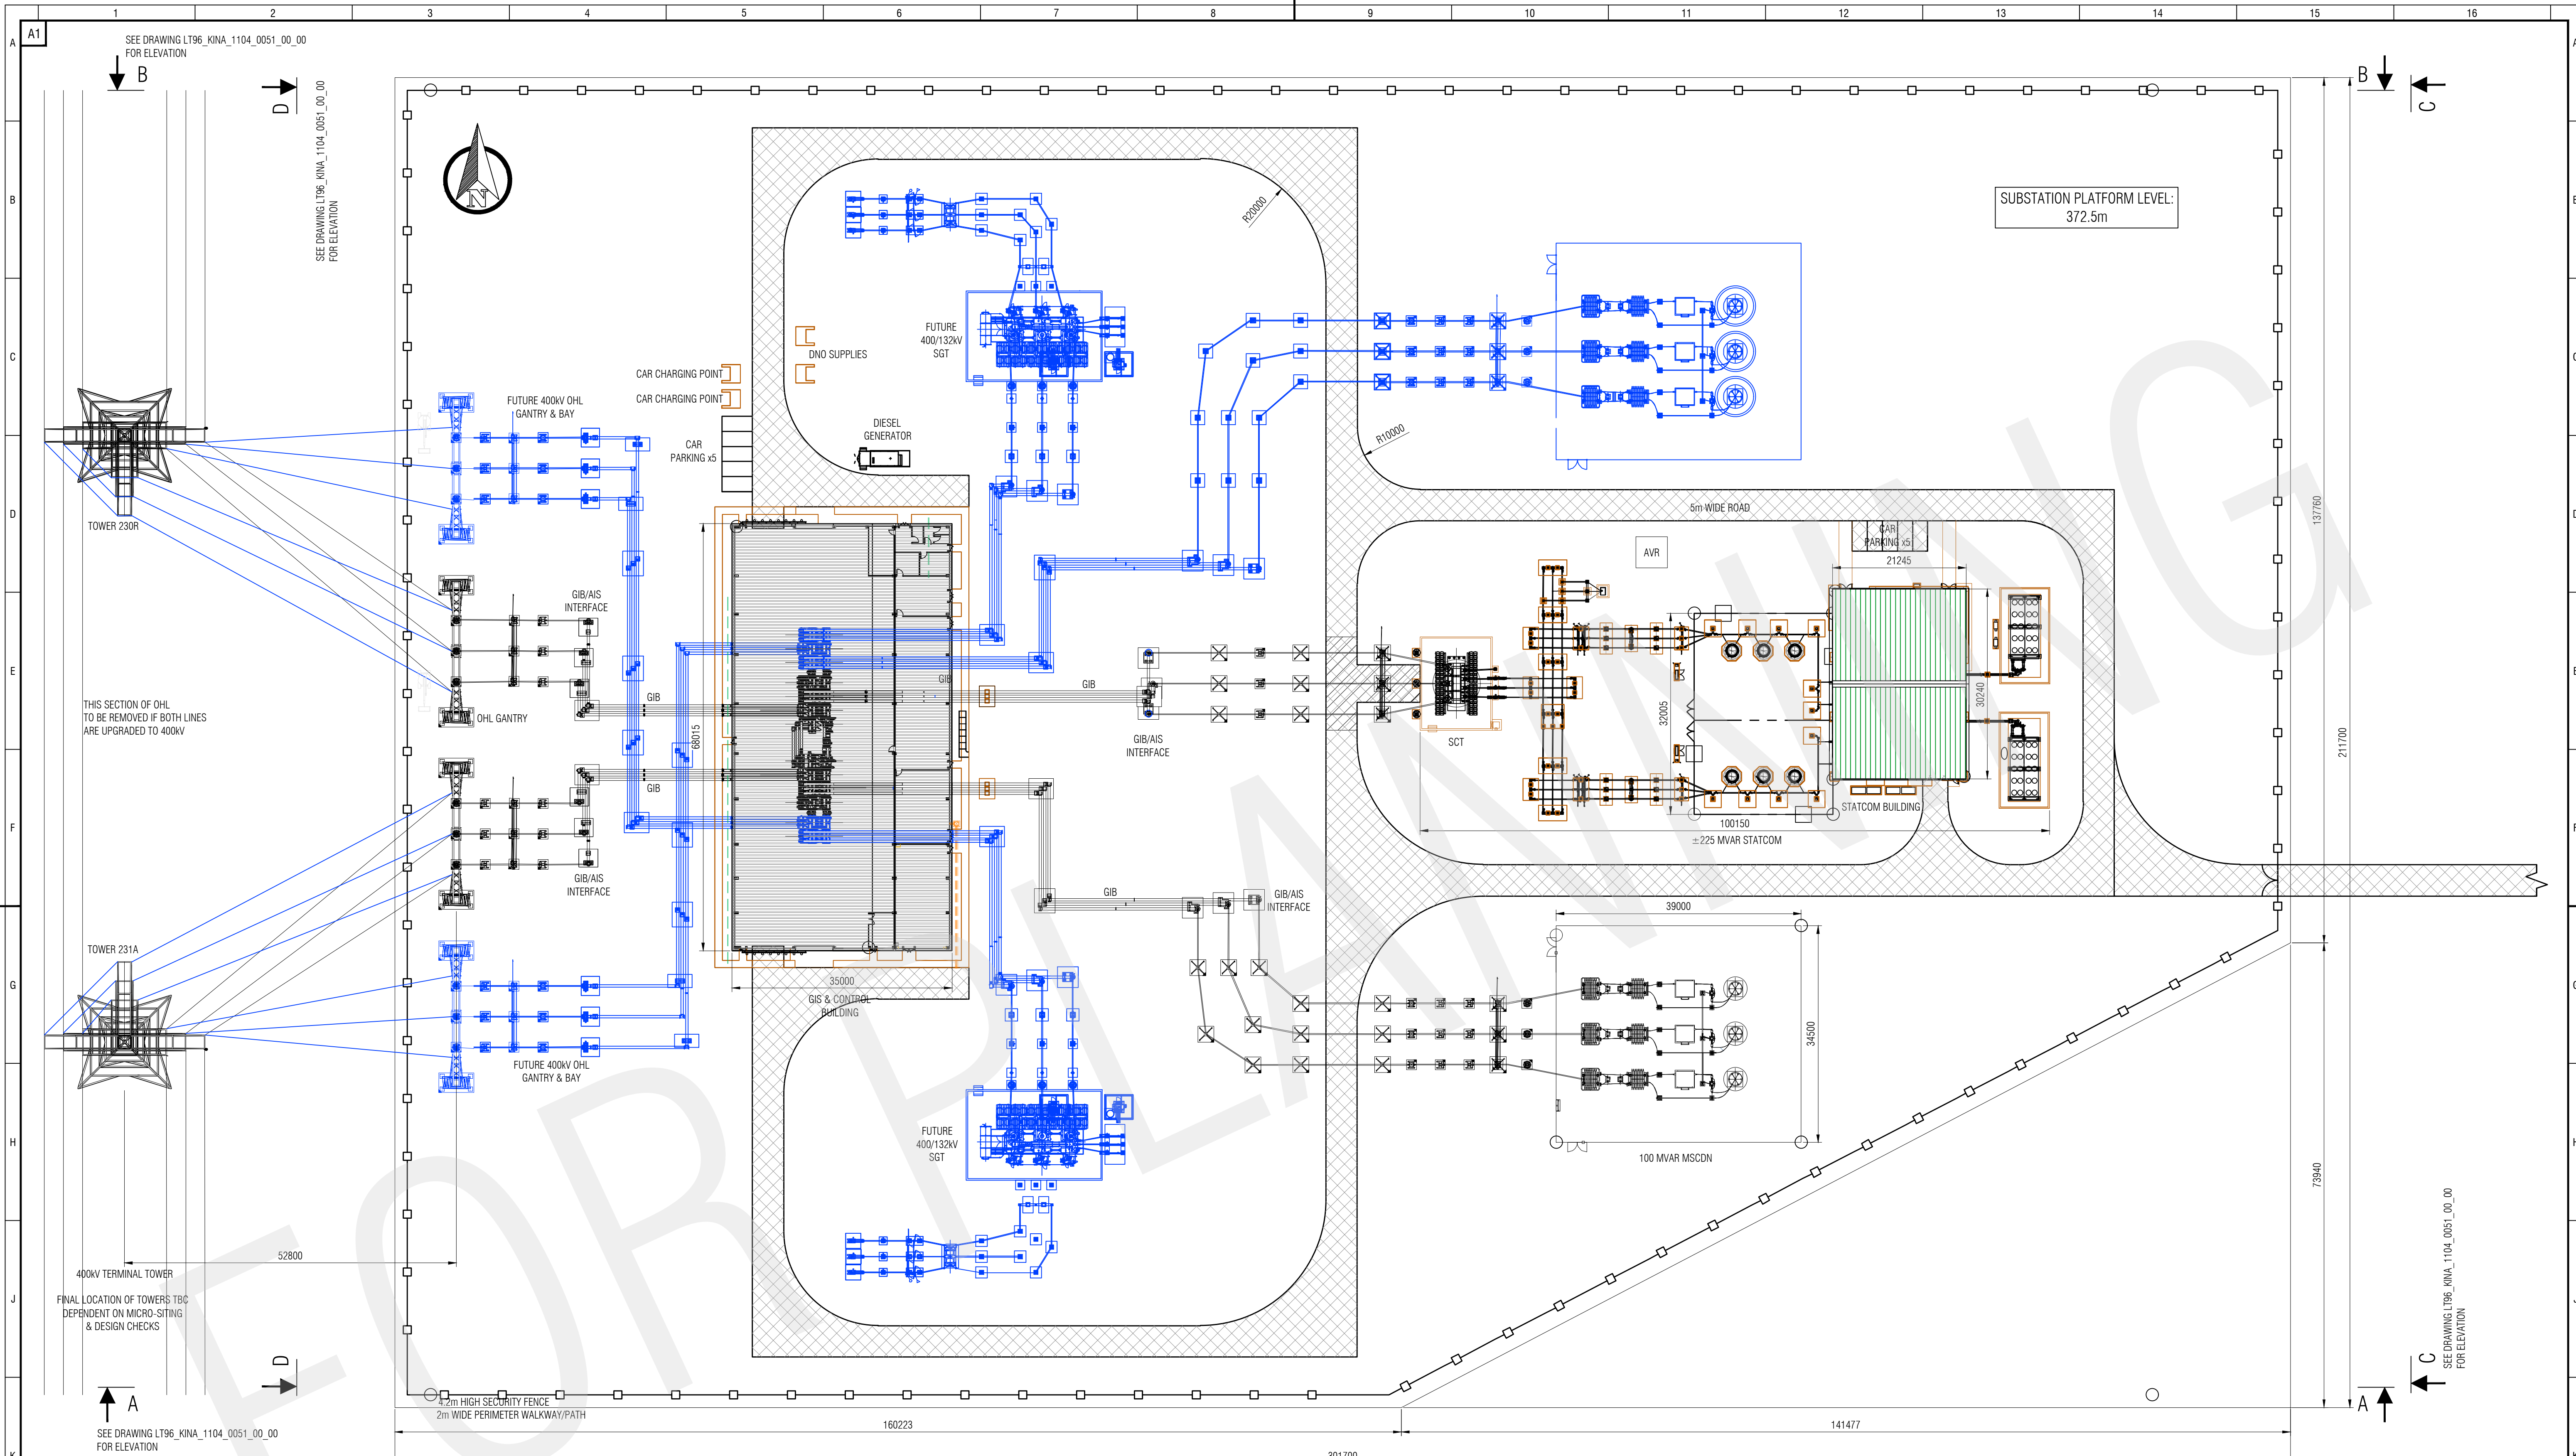 1 2 3 4 5 6 7 8 9 10 11 12 13 14 15 16
A1
A
B
C
D
E
F
G
H
J
K
SEE DRAWING LT96_KINA_1104_0051_00_00
FOR ELEVATION
B
D
SEE DRAWING LT96_KINA_1104_0051_00_00
FOR ELEVATION
N
B
C
SUBSTATION PLATFORM LEVEL:
372.5m
R20000
R10000
FUTURE
400/132kV
SGT
DNO SUPPLIES
CAR CHARGING POINT
CAR CHARGING POINT
CAR
PARKING x5
DIESEL
GENERATOR
FUTURE 400kV OHL
GANTRY & BAY
TOWER 230R
5m WIDE ROAD
AVR
CAR
PARKING x5
21245
137760
211700
GIB/AIS
INTERFACE
GIB
OHL GANTRY
THIS SECTION OF OHL
TO BE REMOVED IF BOTH LINES
ARE UPGRADED TO 400kV
GIB
GIB
GIB/AIS
INTERFACE
SCT
32005
30240
68015
GIB
GIB/AIS
INTERFACE
STATCOM BUILDING
100150
±225 MVAR STATCOM
GIB
GIB/AIS
INTERFACE
39000
34500
TOWER 231A
35000
GIS & CONTROL
BUILDING
FUTURE 400kV OHL
GANTRY & BAY
FUTURE
400/132kV
SGT
100 MVAR MSCDN
73940
52800
400kV TERMINAL TOWER
FINAL LOCATION OF TOWERS TBC
DEPENDENT ON MICRO-SITING
& DESIGN CHECKS
D
A
SEE DRAWING LT96_KINA_1104_0051_00_00
FOR ELEVATION
4.2m HIGH SECURITY FENCE
2m WIDE PERIMETER WALKWAY/PATH
160223
141477
301700
A
C
SEE DRAWING LT96_KINA_1104_0051_00_00
FOR ELEVATION
FOR PLANNING